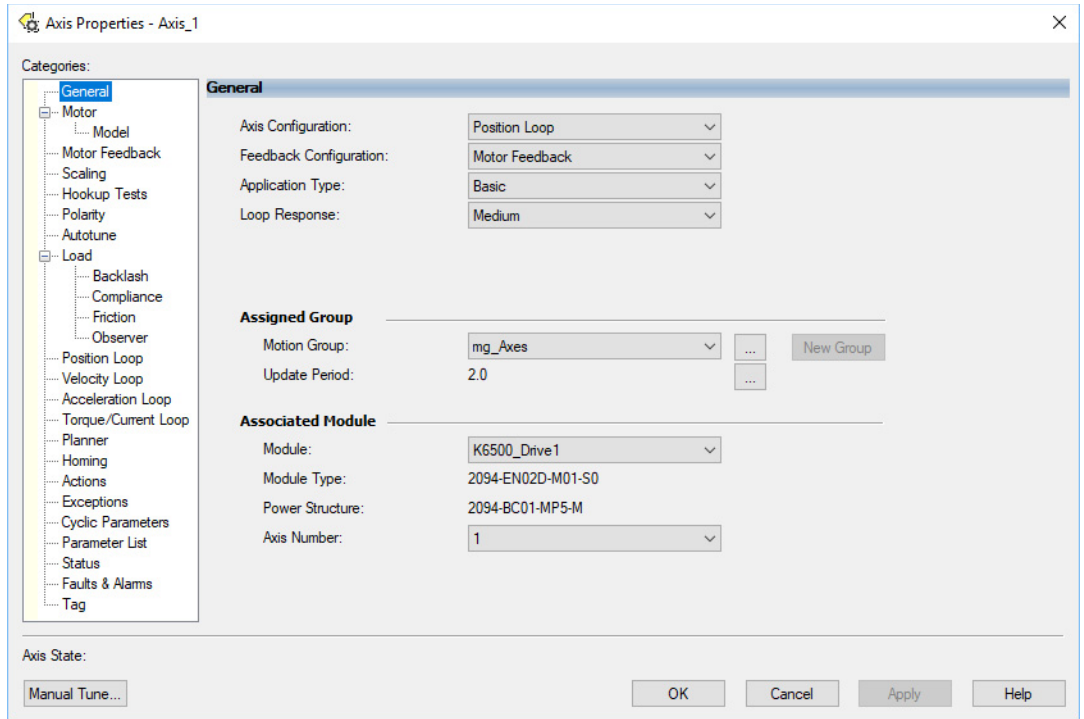 Axis Properties - Axis_1
Categories:
General
Motor
Model
Motor Feedback
Scaling
Hookup Tests
Polarity
Autotune
Load
Backlash
Compliance
Friction
Observer
Position Loop
Velocity Loop
Acceleration Loop
Torque/Current Loop
Planner
Homing
Actions
Exceptions
Cyclic Parameters
Parameter List
Status
Faults & Alarms
Tag
General
Axis Configuration: Position Loop
Feedback Configuration: Motor Feedback
Application Type: Basic
Loop Response: Medium
Assigned Group
Motion Group: mg_Axes ... New Group
Update Period: 2.0 ...
Associated Module
Module: K6500_Drive1
Module Type: 2094-EN02D-M01-S0
Power Structure: 2094-BC01-MP5-M
Axis Number: 1
Axis State:
Manual Tune... OK Cancel Apply Help